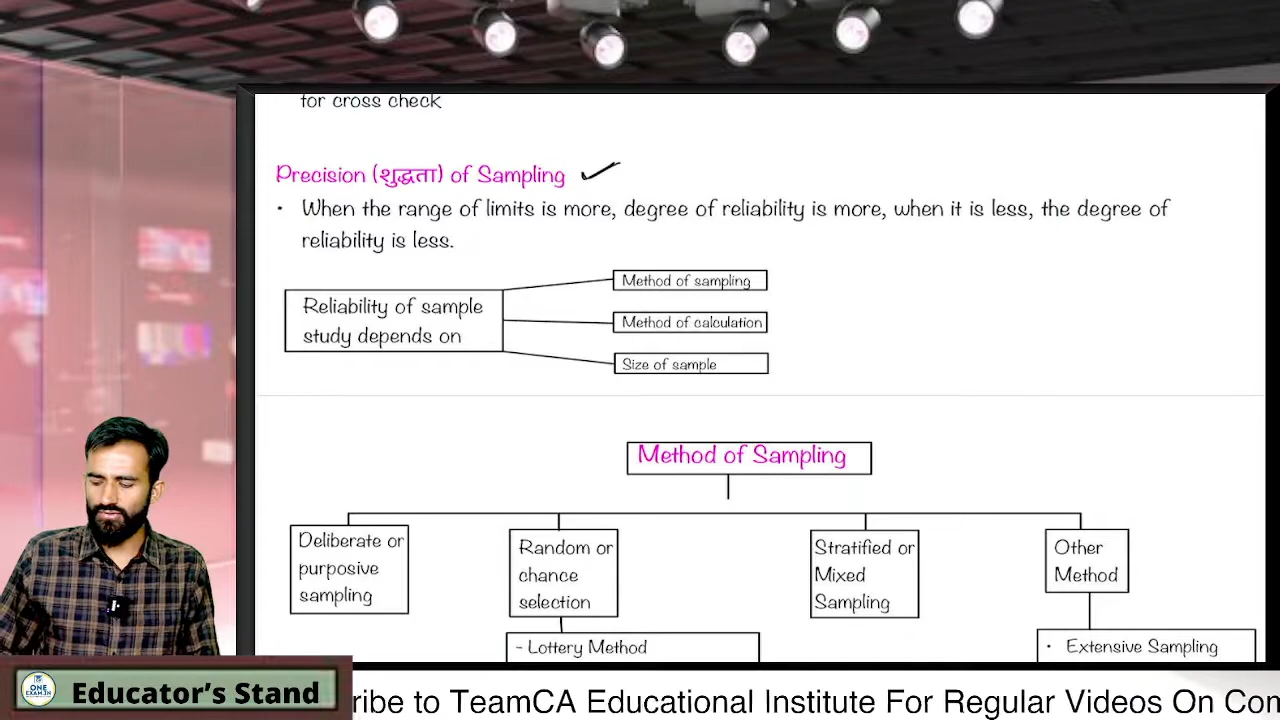 for cross check
Precision (शुद्धता) of Sampling
• When the range of limits is more, degree of reliability is more, when it is less, the degree of
reliability is less.
Reliability of sample
study depends on
Method of sampling
Method of calculation
Size of sample
Method of Sampling
Deliberate or
purposive
sampling
Random or
chance
selection
- Lottery Method
Stratified or
Mixed
Sampling
Other
Method
• Extensive Sampling
ONE
EXAM.IN
Educator's Stand
ribe to TeamCA Educational Institute For Regular Videos On Con